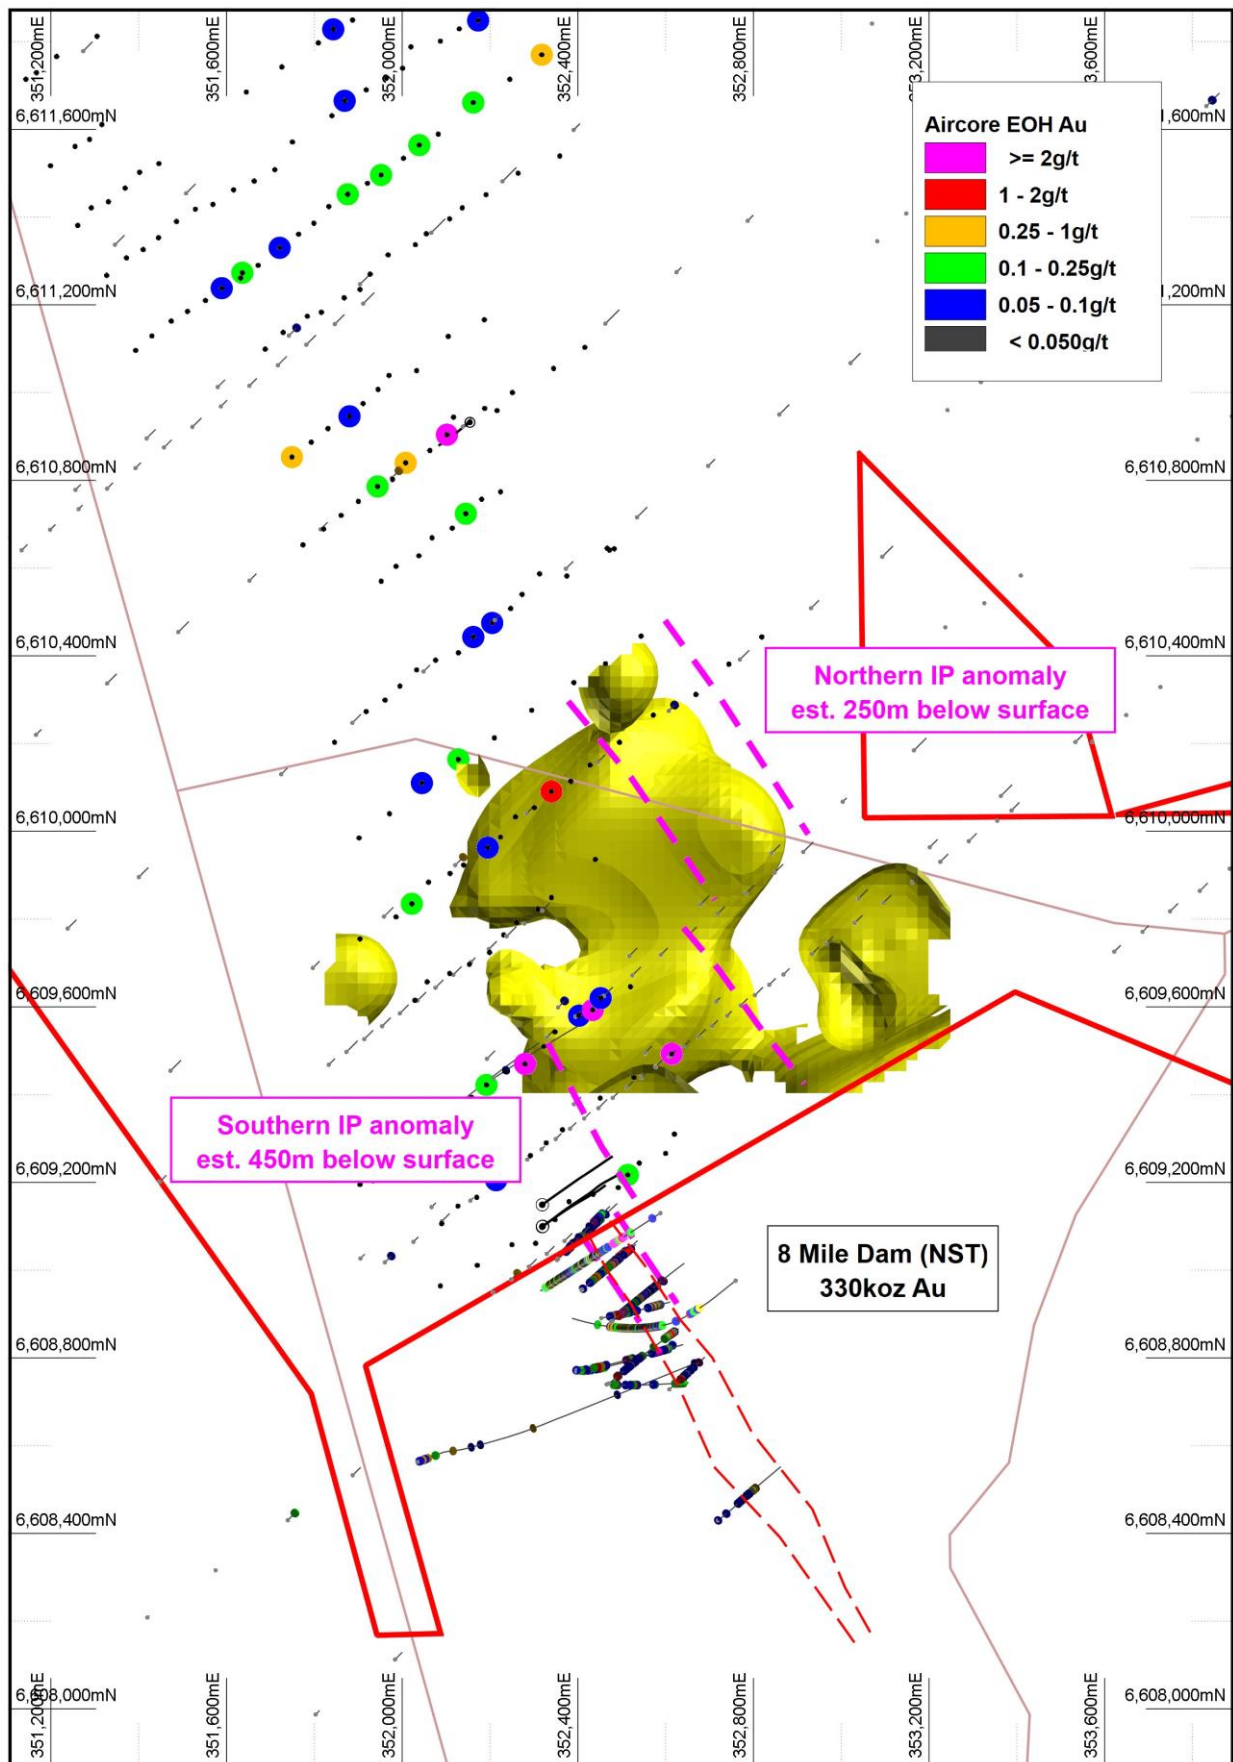 351,200mE
351,600mE
352,000mE
352,400mE
352,800mE
353,200mE
353,600mE
6,611,600mN
Aircore EOH Au
>= 2g/t
1 - 2g/t
0.25 - 1g/t
0.1 - 0.25g/t
0.05 - 0.1g/t
< 0.050g/t
1,600mN
6,611,200mN
1,200mN
6,610,800mN
6,610,800mN
6,610,400mN
6,610,400mN
Northern IP anomaly
est. 250m below surface
6,610,000mN
6,610,000mN
6,609,600mN
6,609,600mN
Southern IP anomaly
est. 450m below surface
6,609,200mN
6,609,200mN
8 Mile Dam (NST)
330koz Au
6,608,800mN
6,608,800mN
6,608,400mN
6,608,400mN
6,608,000mN
6,608,000mN
351,200mE
351,600mE
352,000mE
352,400mE
352,800mE
353,200mE
353,600mE